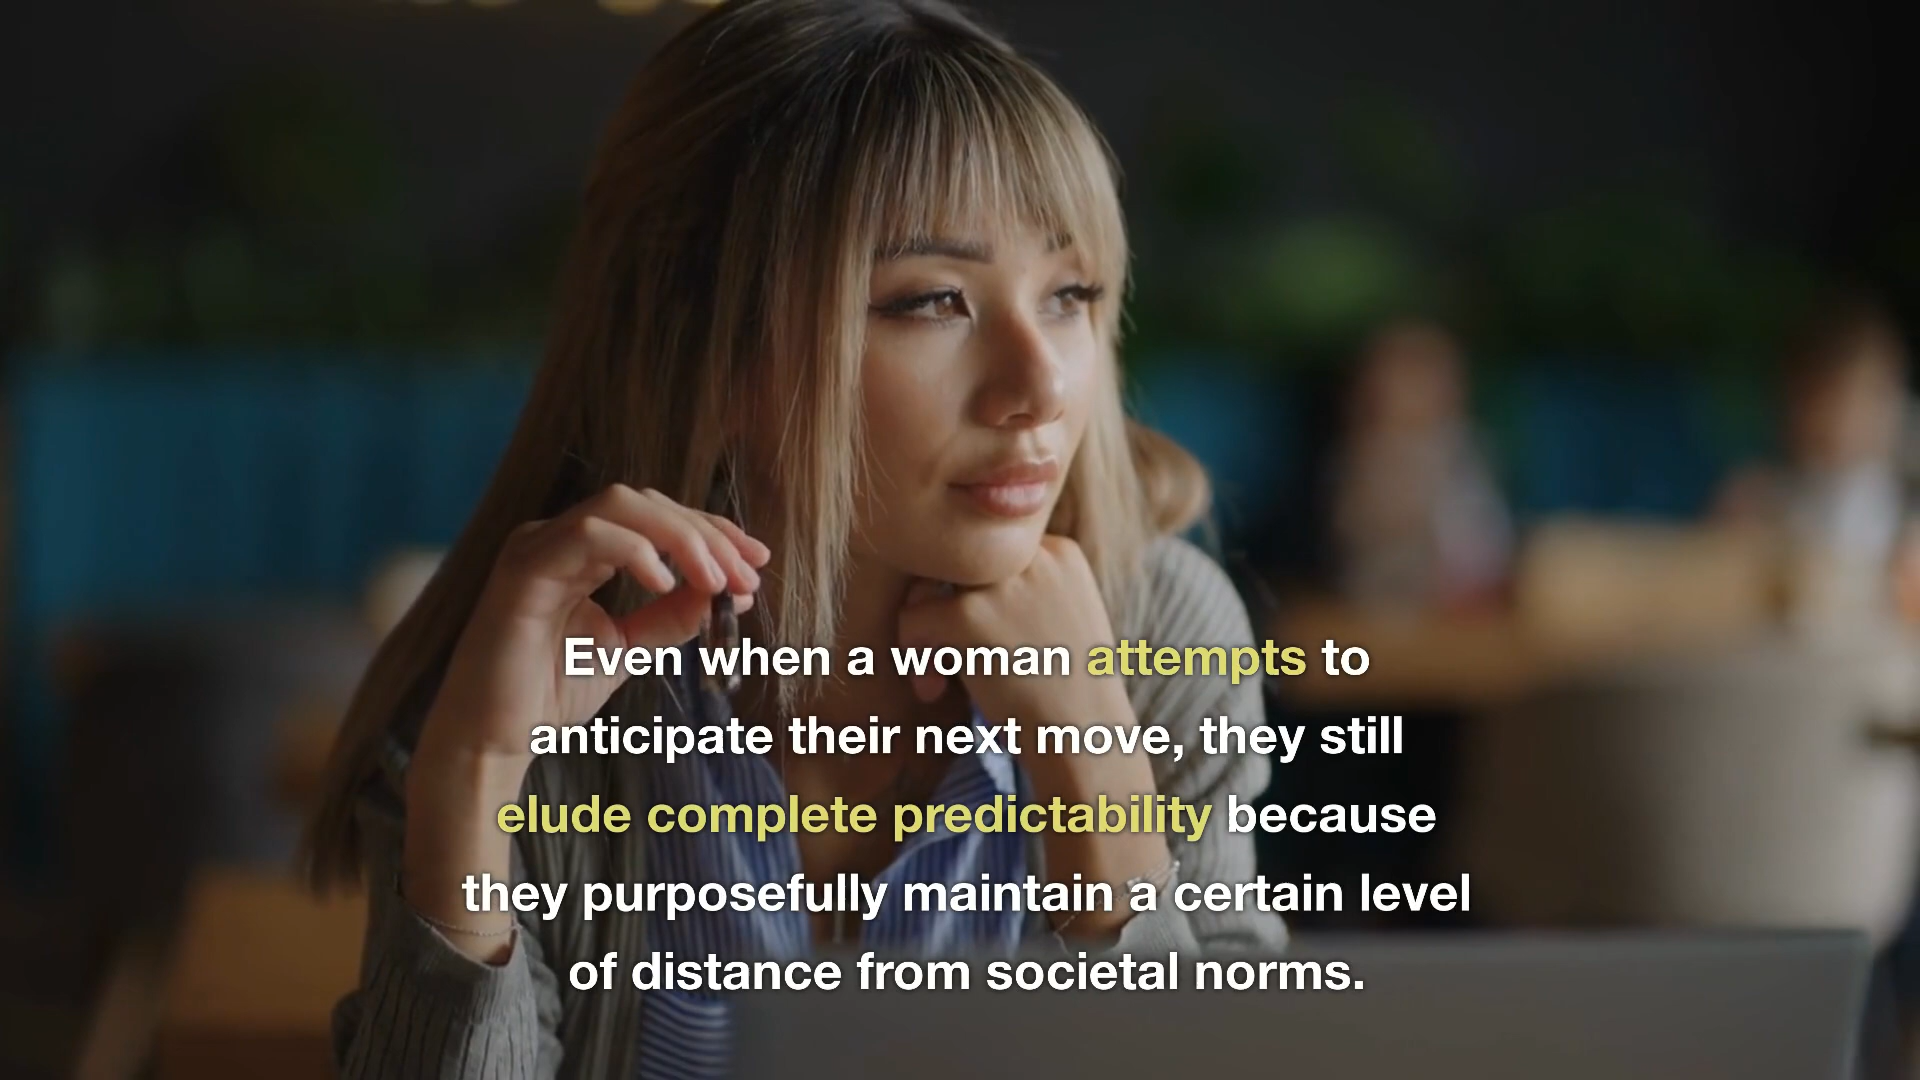 Even when a woman attempts to
anticipate their next move, they still
elude complete predictability because
they purposefully maintain a certain level
of distance from societal norms.